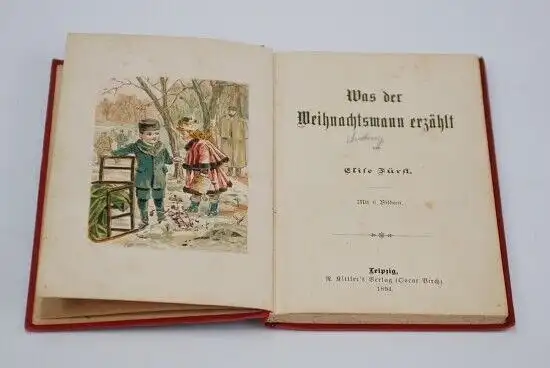 Was der
Weihnachtsmann erzählt
von
Elise Fürst.
Mit 6 Bildern.
Leipzig,
R. Kittler's Verlag (Oscar Birch).